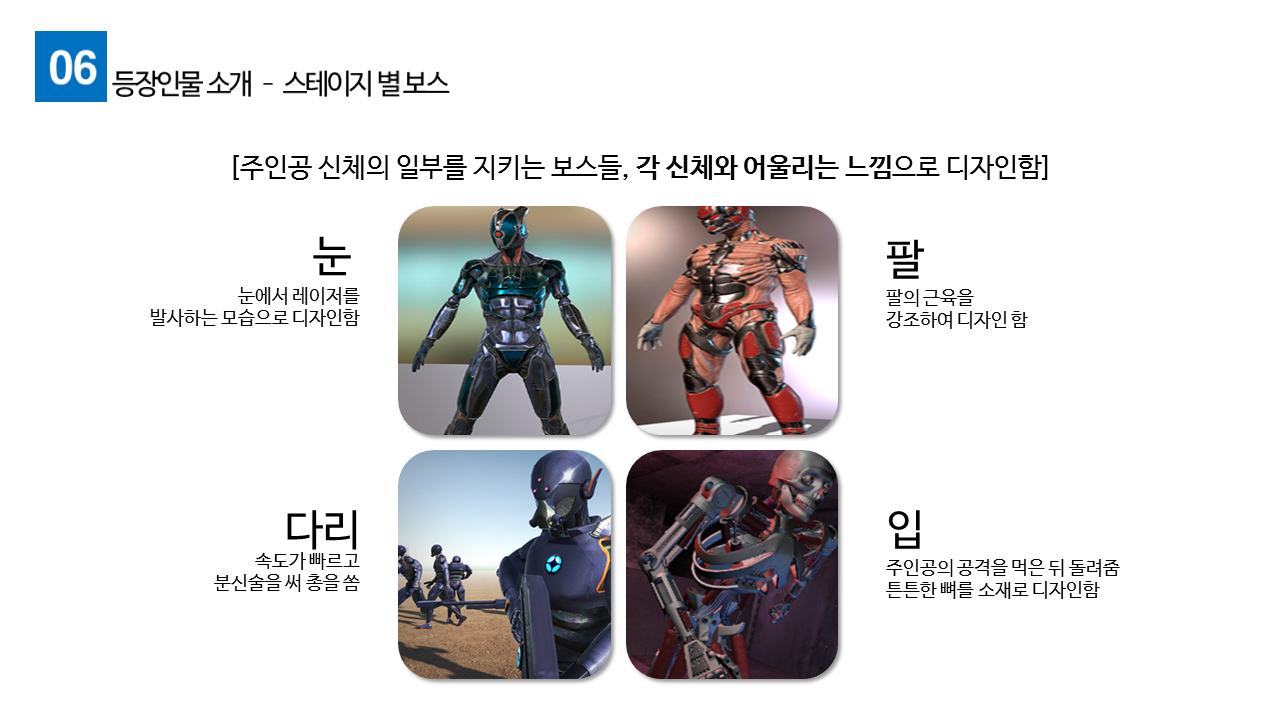 06
등장인물 소개 - 스테이지 별 보스
[주인공 신체의 일부를 지키는 보스들, 각 신체와 어울리는 느낌으로 디자인함]
눈
눈에서 레이저를
발사하는 모습으로 디자인함
팔
팔의 근육을
강조하여 디자인 함
다리
속도가 빠르고
분신술을 써 총을 쏨
입
주인공의 공격을 먹은 뒤 돌려줌
튼튼한 뼈를 소재로 디자인함